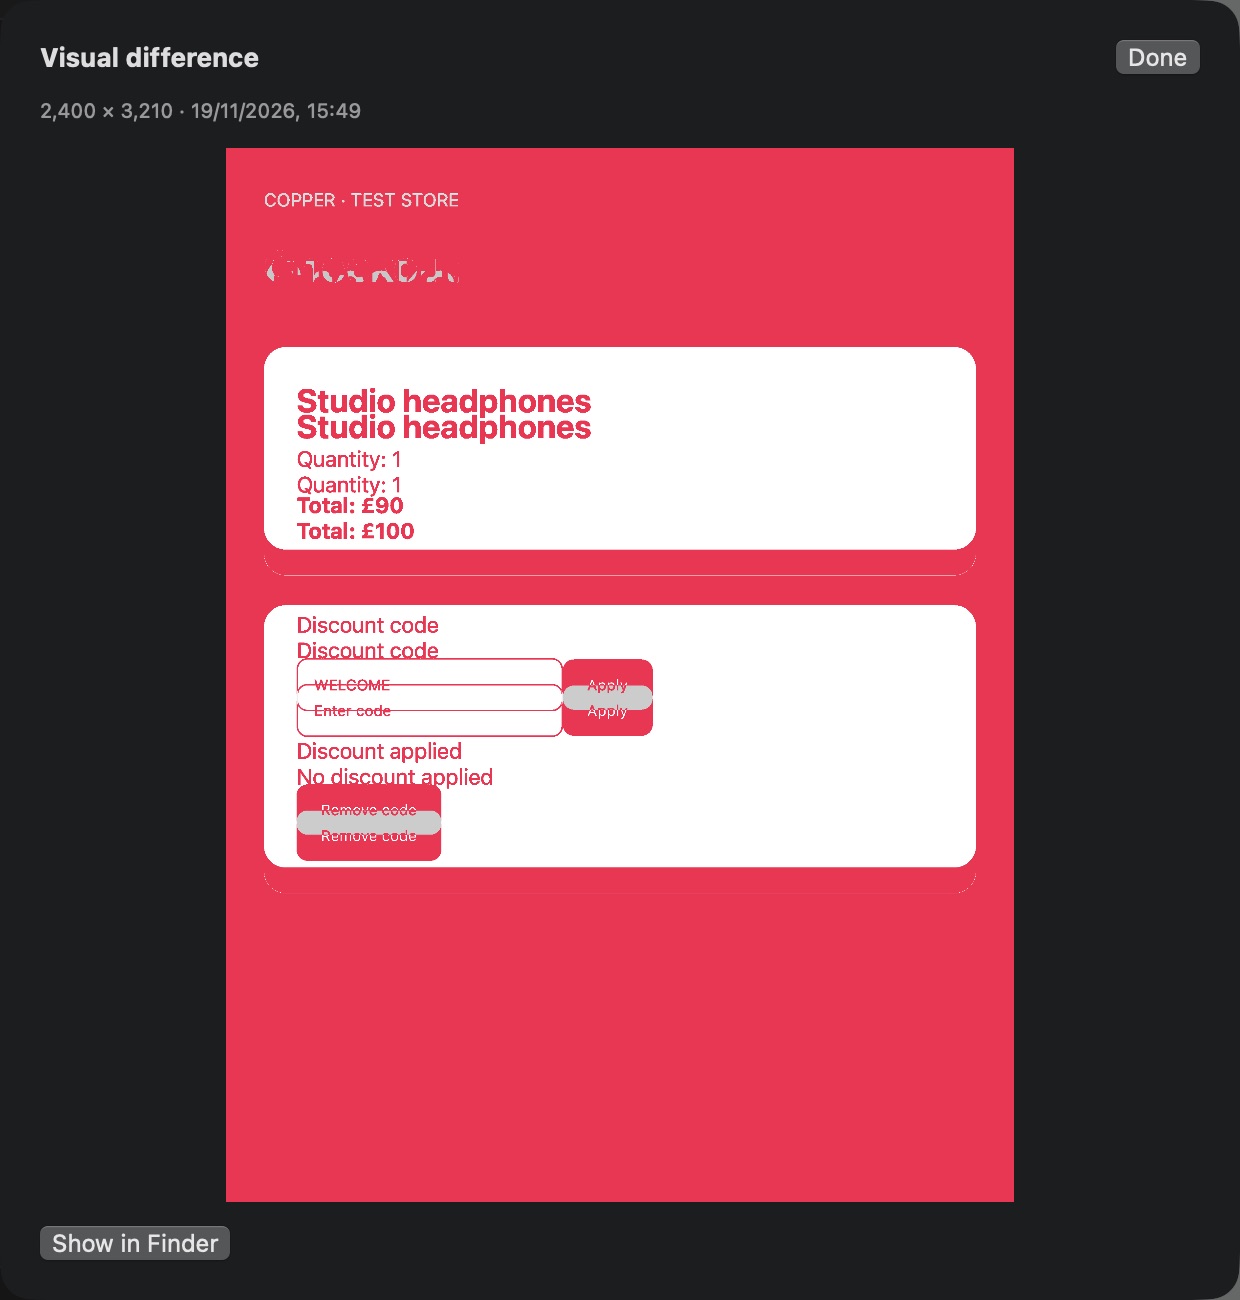 Visual difference
Done
2,400 × 3,210 · 19/11/2026, 15:49
COPPER · TEST STORE
Studio headphones
Studio headphones
Quantity: 1
Quantity: 1
Total: £90
Total: £100
Discount code
Discount code
WELCOME
Apply
Enter code
Apply
Discount applied
No discount applied
Remove code
Remove code
Show in Finder